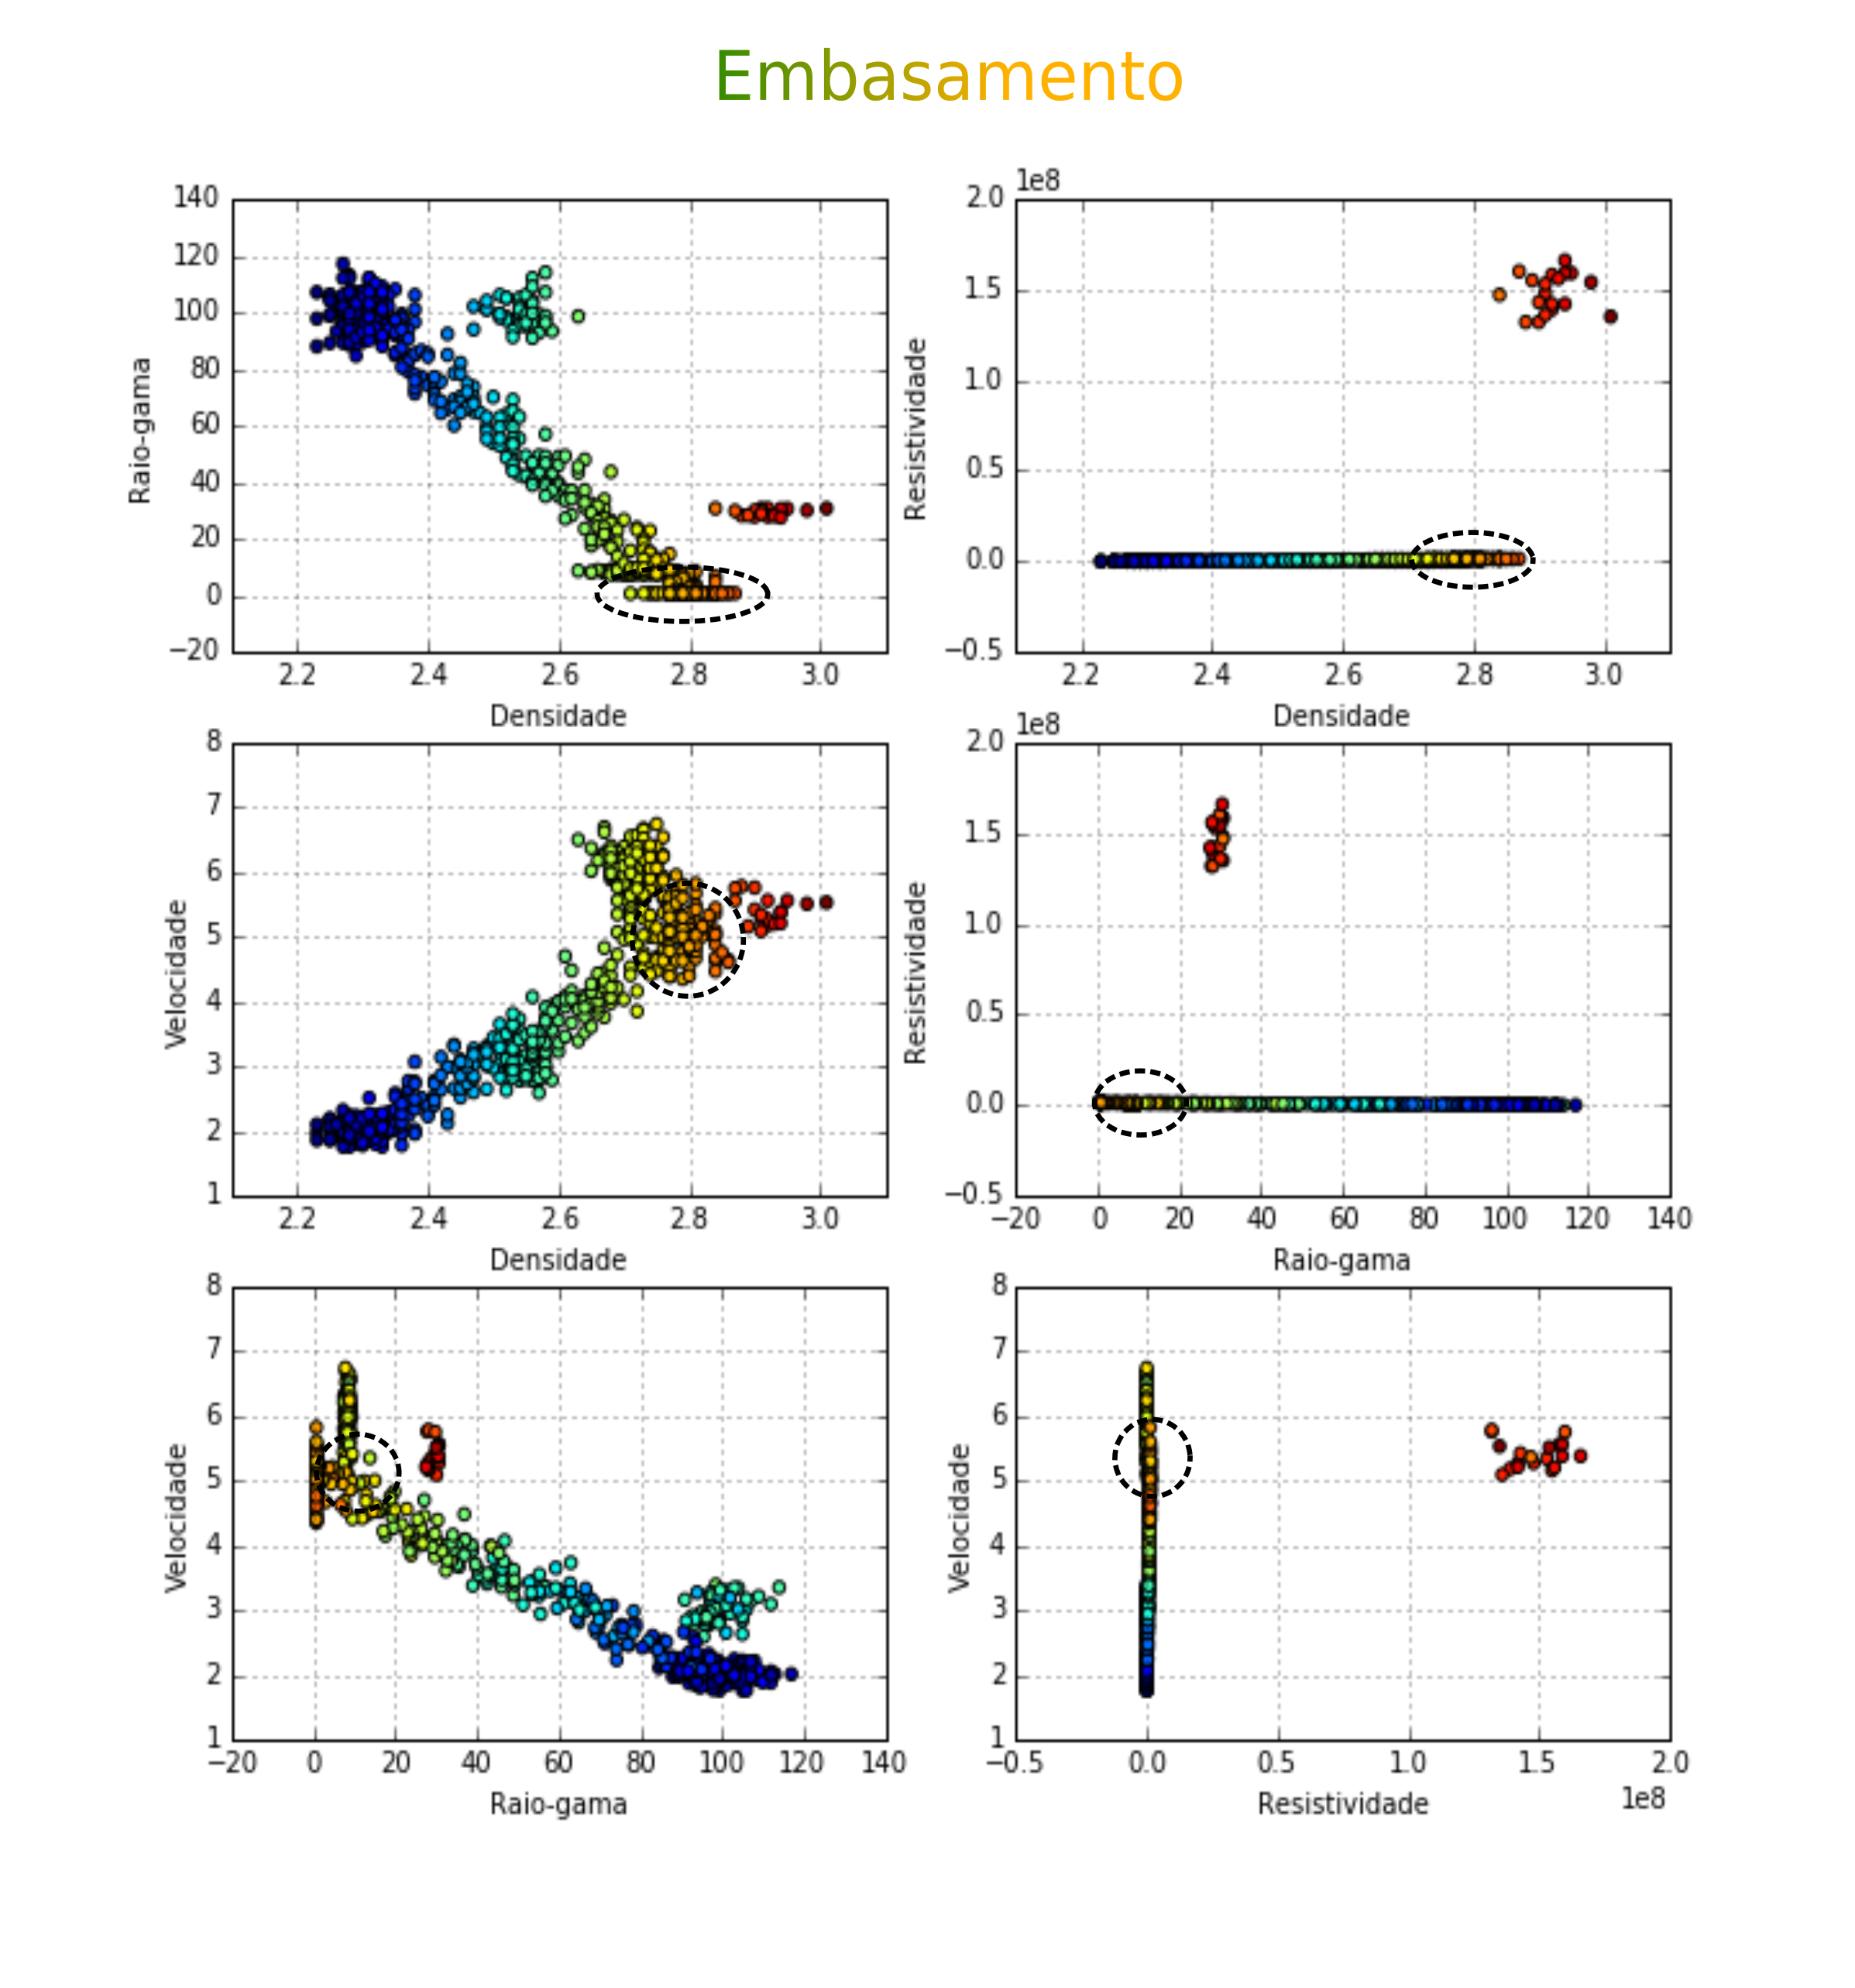 Embasamento
140
120
100
80
60
40
20
0
−20
Raio-gama
2.2 2.4 2.6 2.8 3.0
Densidade
1e8
2.0
1.5
1.0
0.5
0.0
−0.5
Resistividade
2.2 2.4 2.6 2.8 3.0
Densidade
8
7
6
5
4
3
2
1
Velocidade
2.2 2.4 2.6 2.8 3.0
Densidade
1e8
2.0
1.5
1.0
0.5
0.0
−0.5
Resistividade
−20 0 20 40 60 80 100 120 140
Raio-gama
8
7
6
5
4
3
2
1
Velocidade
−20 0 20 40 60 80 100 120 140
Raio-gama
8
7
6
5
4
3
2
1
Velocidade
−0.5 0.0 0.5 1.0 1.5 2.0
Resistividade
1e8